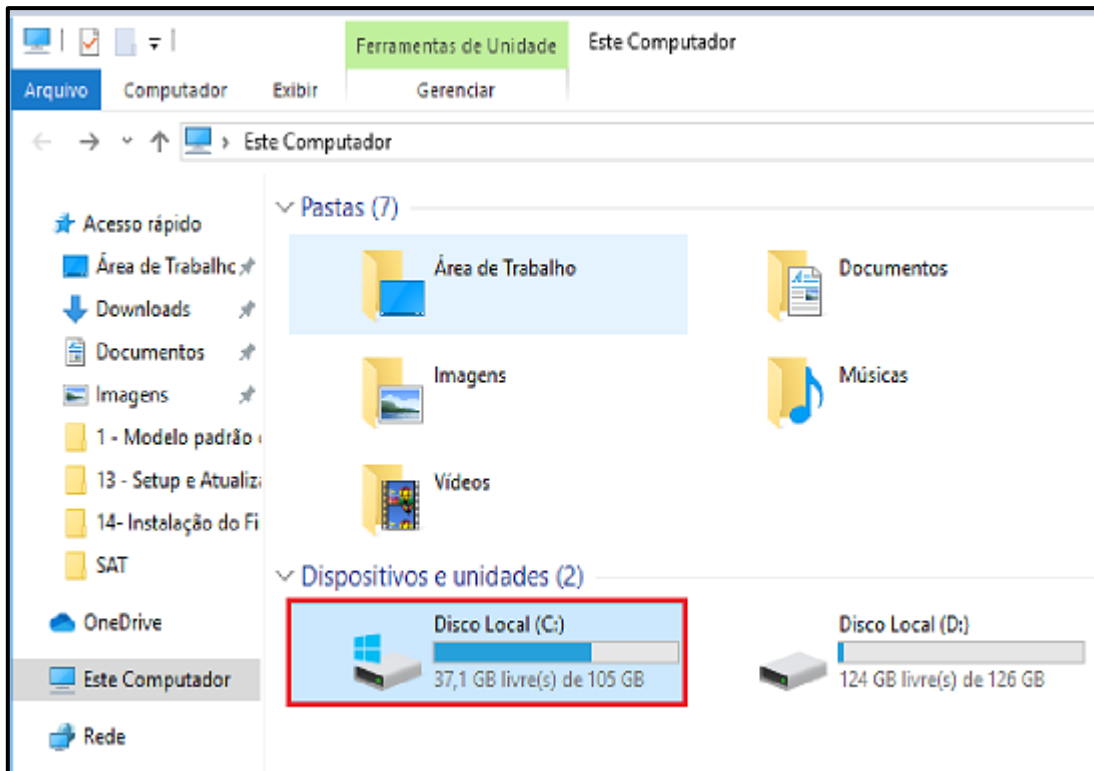 Ferramentas de Unidade
Este Computador
Arquivo
Computador
Exibir
Gerenciar
Este Computador
Acesso rápido
Área de Trabalhc
Downloads
Documentos
Imagens
1 - Modelo padrão
13 - Setup e Atualiz
14- Instalação do Fi
SAT
OneDrive
Este Computador
Rede
Pastas (7)
Área de Trabalho
Documentos
Imagens
Músicas
Vídeos
Dispositivos e unidades (2)
Disco Local (C:)
37,1 GB livre(s) de 105 GB
Disco Local (D:)
124 GB livre(s) de 126 GB